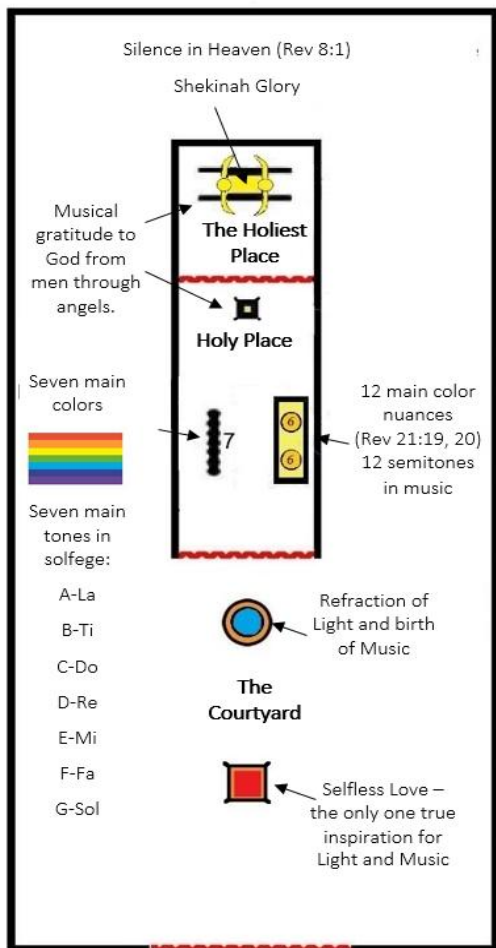 Silence in Heaven (Rev 8:1)
Shekinah Glory
Musical
gratitude to
God from
men through
angels.
The Holiest
Place
Holy Place
Seven main
colors
7
6
6
12 main color
nuances
(Rev 21:19, 20)
12 semitones
in music
Seven main
tones in
solfege:
A-La
B-Ti
C-Do
D-Re
E-Mi
F-Fa
G-Sol
Refraction of
Light and birth
of Music
The
Courtyard
Selfless Love –
the only one true
inspiration for
Light and Music